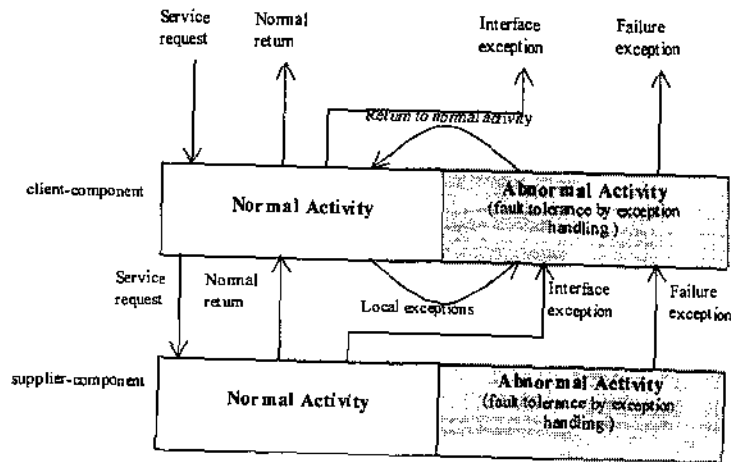 Service
request
Normal
return
Interface
exception
Failure
exception
Return to normal activity
client-component
Normal Activity
Abnormal Activity
(fault tolerance by exception
handling )
Service
request
Normal
return
Local exceptions
Interface
exception
Failure
exception
supplier-component
Normal Activity
Abnormal Activity
(fault tolerance by exception
handling )